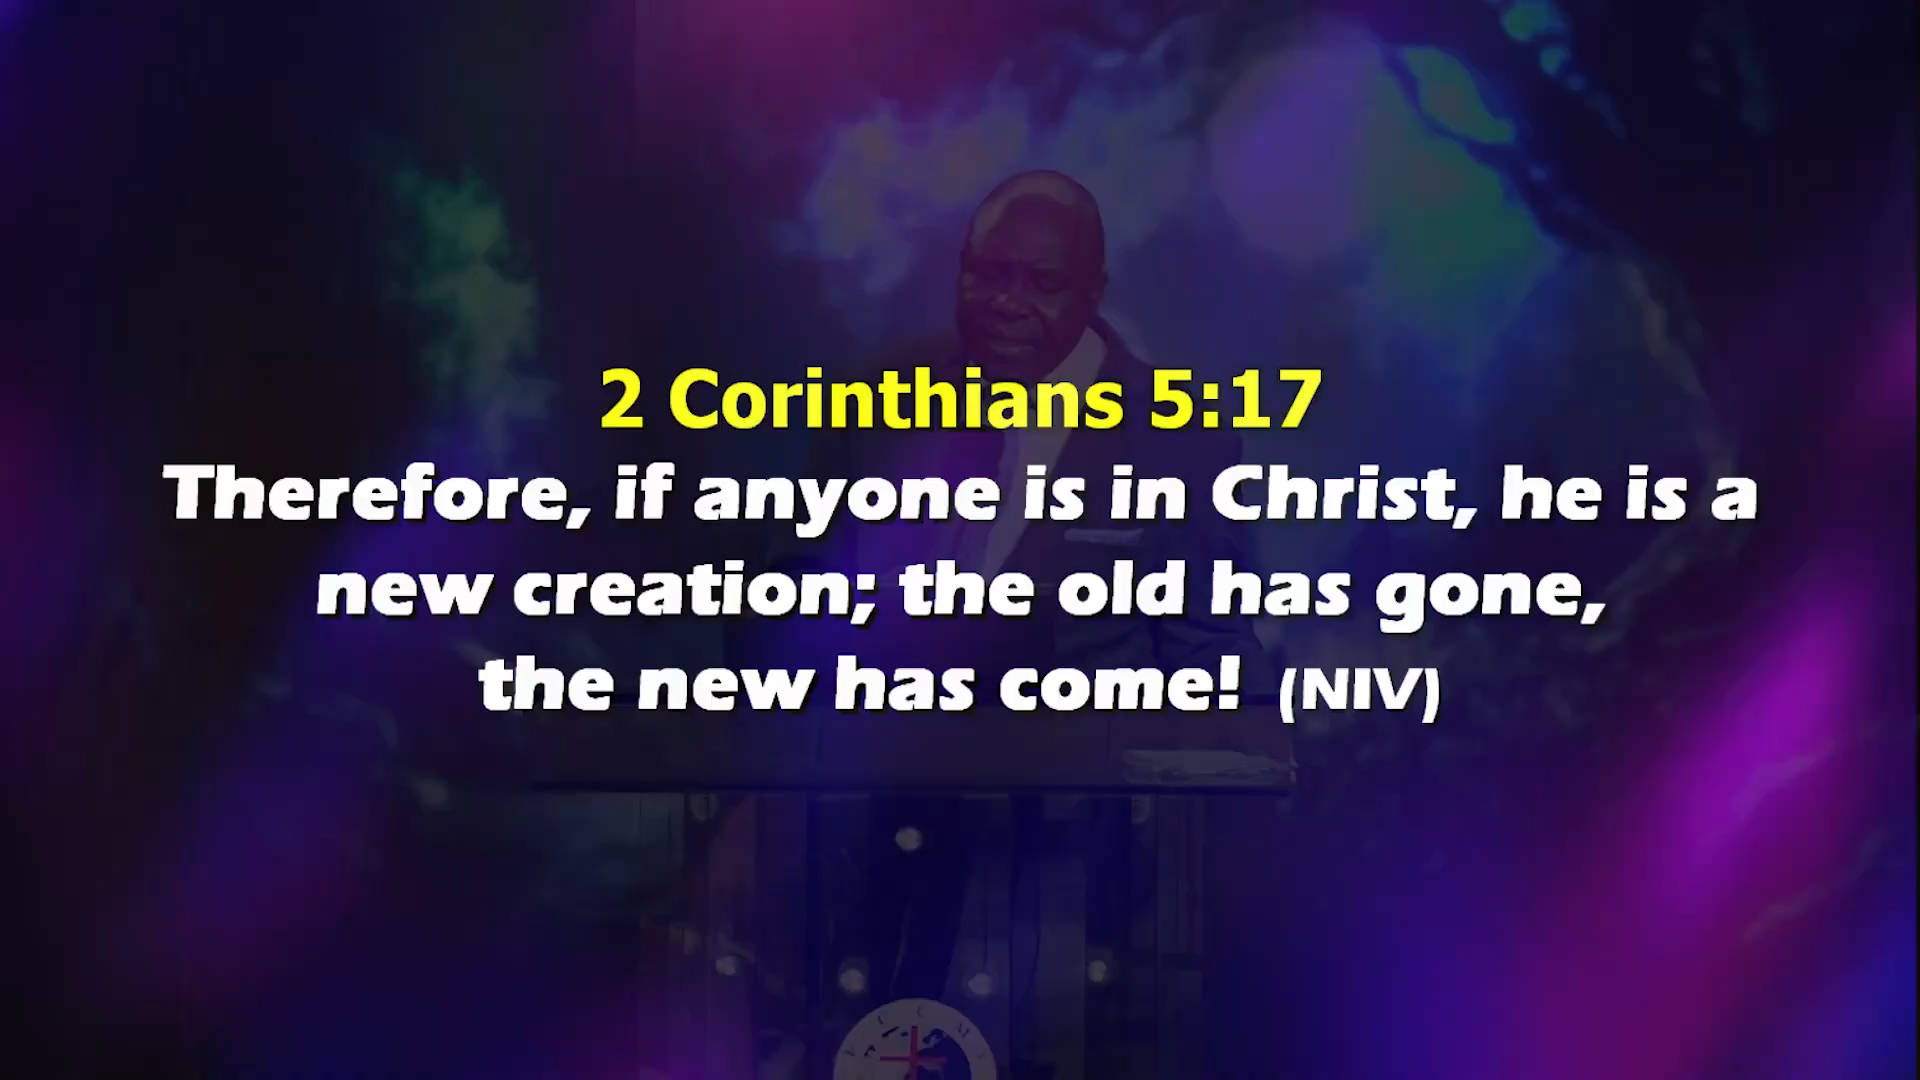 2 Corinthians 5:17
Therefore, if anyone is in Christ, he is a
new creation; the old has gone,
the new has come! (NIV)